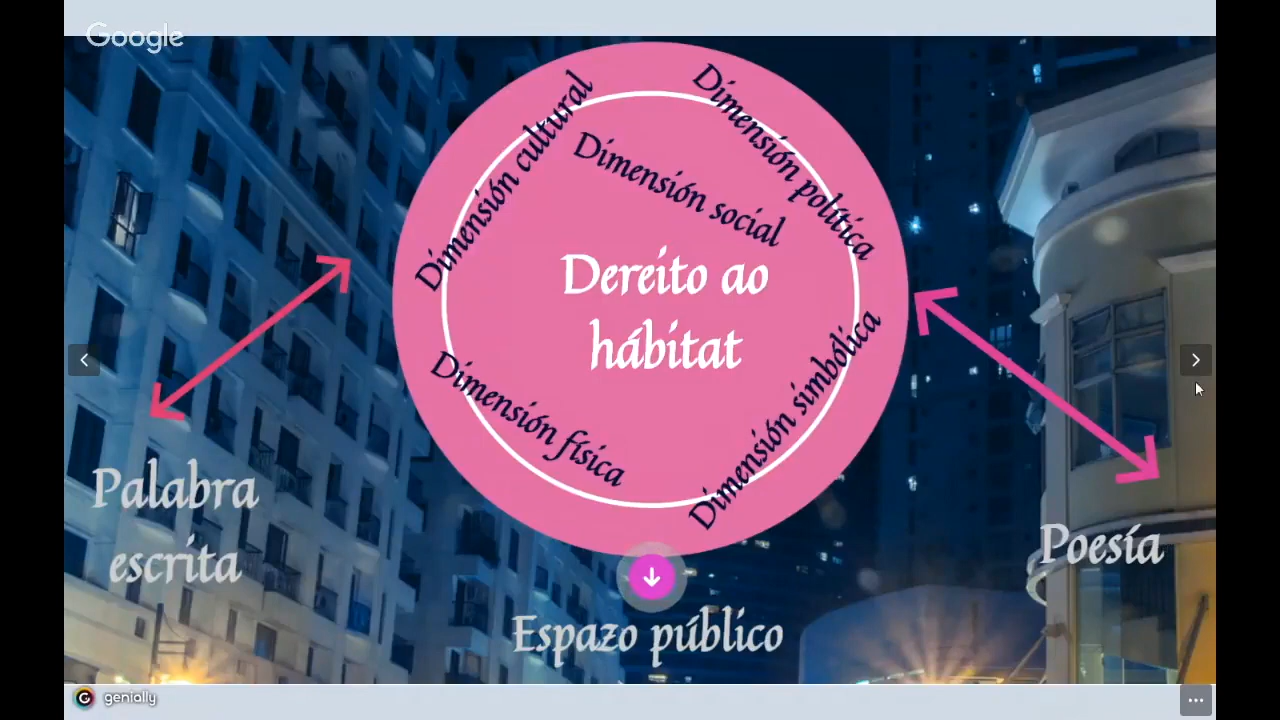 Google
Dimensión cultural
Dimensión política
Dimensión social
Dereito ao
hábitat
Dimensión física
Dimensión simbólica
Palabra
escrita
Poesía
Espazo público
genially